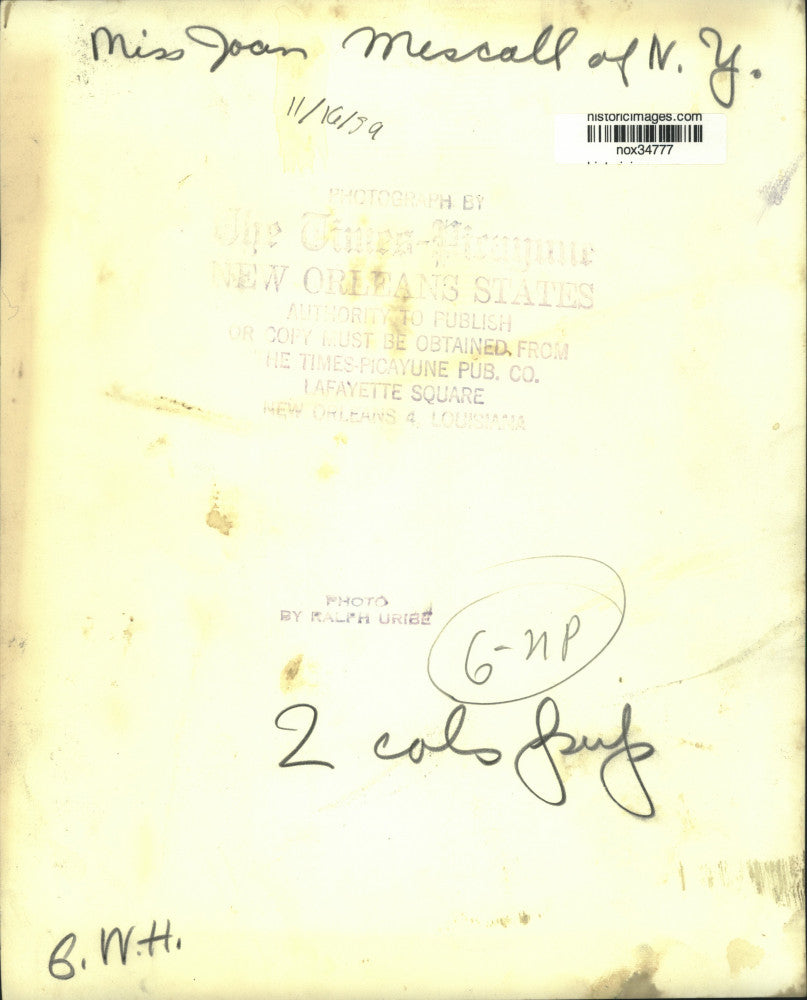 Miss Joan Mescall of N. Y.
11/16/59
historicimages.com
nox34777
PHOTOGRAPH BY
The Times-Picayune
NEW ORLEANS STATES
AUTHORITY TO PUBLISH
OR COPY MUST BE OBTAINED FROM
THE TIMES-PICAYUNE PUB. CO.
LAFAYETTE SQUARE
NEW ORLEANS 4, LOUISIANA
PHOTO
BY RALPH URIBE
G-NP
2 cols
B. W.H.